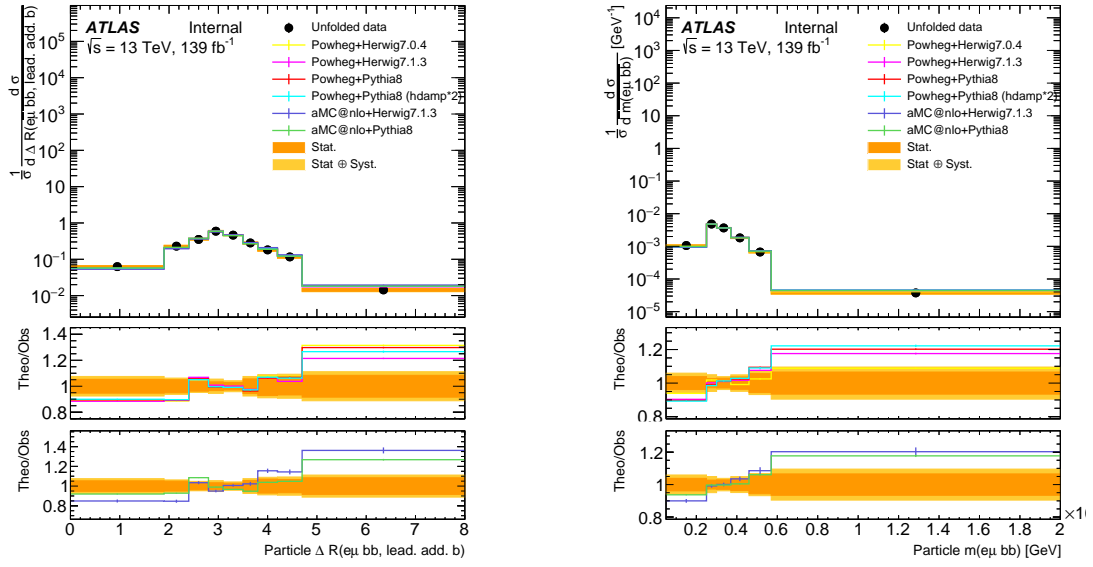 ATLAS Internal
√s = 13 TeV, 139 fb⁻¹
Unfolded data
Powheg+Herwig7.0.4
Powheg+Herwig7.1.3
Powheg+Pythia8
Powheg+Pythia8 (hdamp*2)
aMC@nlo+Herwig7.1.3
aMC@nlo+Pythia8
Stat.
Stat ⊕ Syst.
1/σ d σ / d Δ R(eμ bb, lead. add. b)
10⁵
10⁴
10³
10²
10
1
10⁻¹
10⁻²
Theo/Obs
1.4
1.2
1
0.8
Theo/Obs
1.4
1.2
1
0.8
0 1 2 3 4 5 6 7 8
Particle Δ R(eμ bb, lead. add. b)
ATLAS Internal
√s = 13 TeV, 139 fb⁻¹
Unfolded data
Powheg+Herwig7.0.4
Powheg+Herwig7.1.3
Powheg+Pythia8
Powheg+Pythia8 (hdamp*2)
aMC@nlo+Herwig7.1.3
aMC@nlo+Pythia8
Stat.
Stat ⊕ Syst.
1/σ d σ / d m(eμ bb) [GeV⁻¹]
10⁴
10³
10²
10
1
10⁻¹
10⁻²
10⁻³
10⁻⁴
10⁻⁵
Theo/Obs
1.2
1
0.8
Theo/Obs
1.2
1
0.8
0.2 0.4 0.6 0.8 1 1.2 1.4 1.6 1.8 2
Particle m(eμ bb) [GeV]